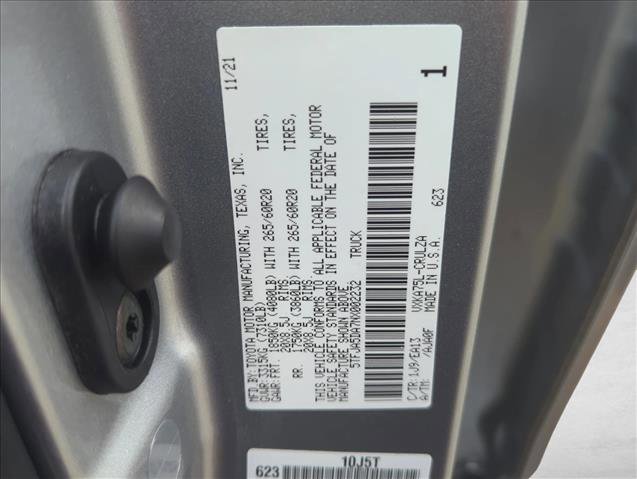 MFD.BY: TOYOTA MOTOR MANUFACTURING, TEXAS, INC. 11/21
GVWR: 3315KG (7310LB)
GAWR: FRT. 1850KG (4080LB) WITH 265/60R20 TIRES,
20X8.5J RIMS,
RR. 1750KG (3860LB) WITH 265/60R20 TIRES,
20X8.5J RIMS,
THIS VEHICLE CONFORMS TO ALL APPLICABLE FEDERAL MOTOR
VEHICLE SAFETY STANDARDS IN EFFECT ON THE DATE OF
MANUFACTURE SHOWN ABOVE.
5TFJA5DA7NX002232 TRUCK
C/TR: 1J9/EA13 VXKA75L-CRULZA 623
A/TM: /AJA0F MADE IN U.S.A.
1
10J5T
623